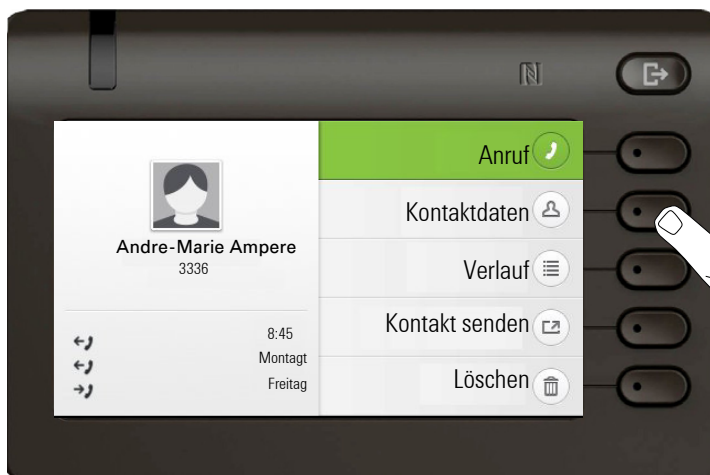 Andre-Marie Ampere
3336
8:45
Montagt
Freitag
Anruf
Kontaktdaten
Verlauf
Kontakt senden
Löschen